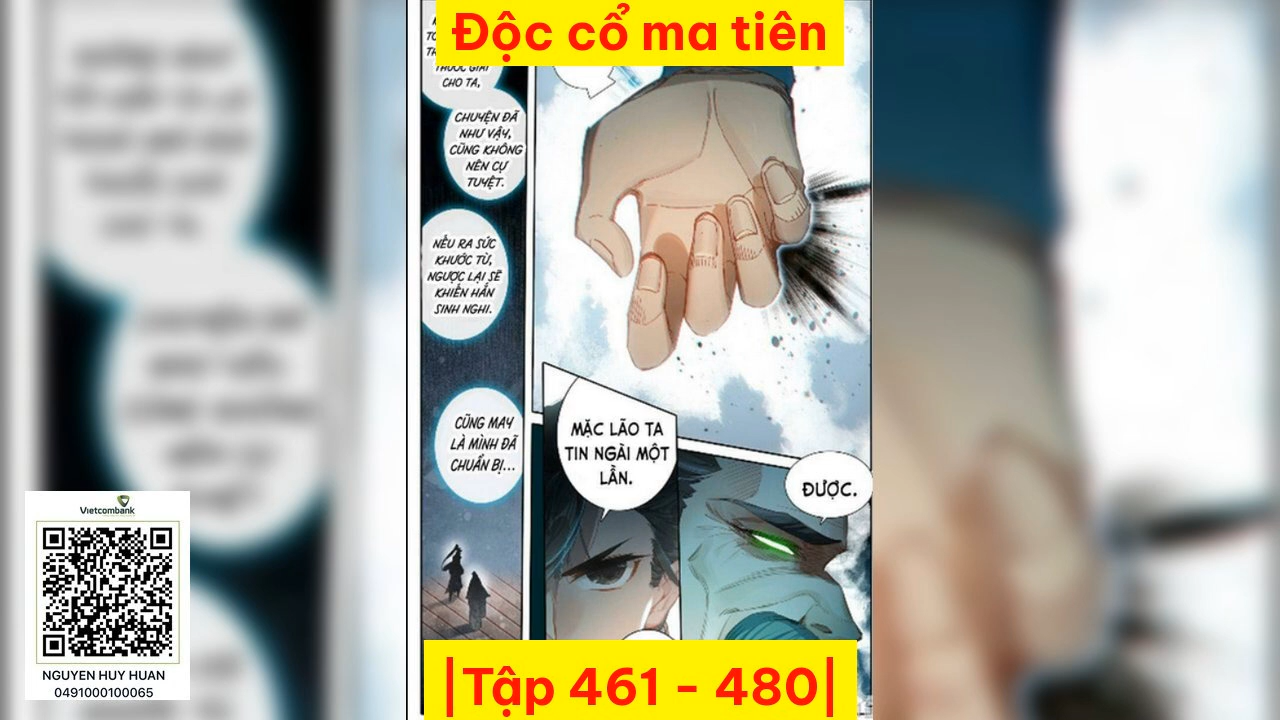 Độc cổ ma tiên
THUỐC GIẢI
CHO TA,
CHUYỆN ĐÃ
NHƯ VẬY,
CŨNG KHÔNG
NÊN CỰ
TUYỆT.
NẾU RA SỨC
KHƯỚC TỪ,
NGƯỢC LẠI SẼ
KHIẾN HẮN
SINH NGHI.
CŨNG MAY
LÀ MÌNH ĐÃ
CHUẨN BỊ...
MẶC LÃO TA
TIN NGÀI MỘT
LẦN.
ĐƯỢC.
Vietcombank
NGUYEN HUY HUAN
0491000100065
|Tập 461 - 480|